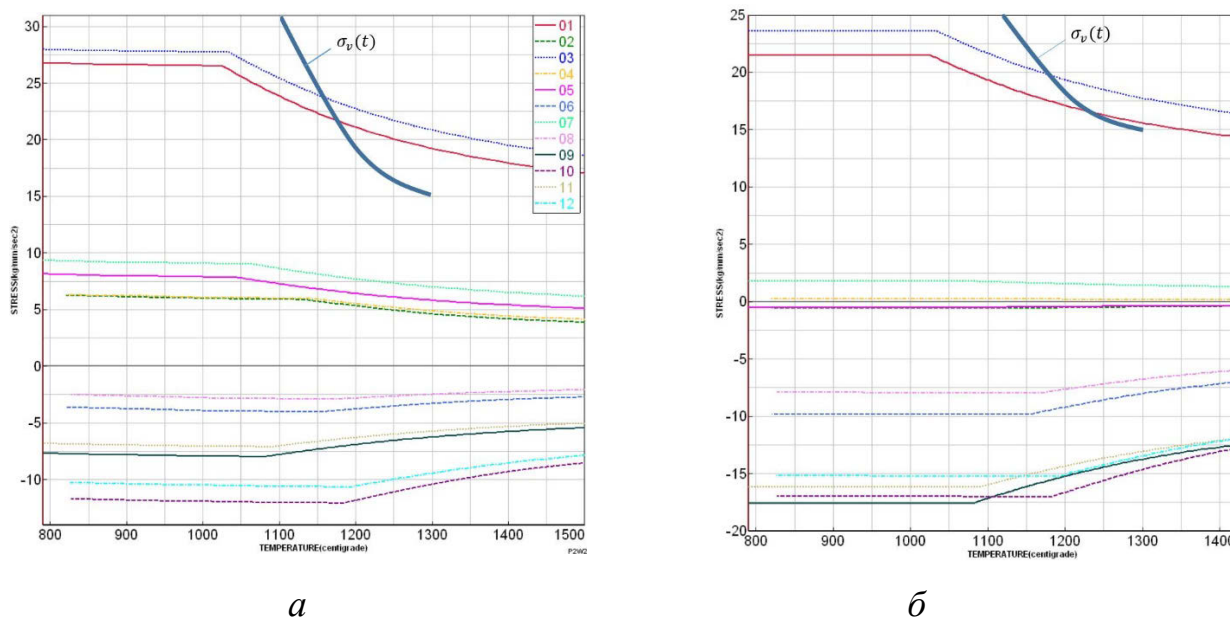 30
25
20
15
10
5
0
-5
-10
800 900 1000 1100 1200 1300 1400 1500
STRESS(kg/mm/sec2)
TEMPERATURE(centigrade)
P2W2
σᵥ(t)
01
02
03
04
05
06
07
08
09
10
11
12
а
25
20
15
10
5
0
-5
-10
-15
-20
800 900 1000 1100 1200 1300 1400
STRESS(kg/mm/sec2)
TEMPERATURE(centigrade)
σᵥ(t)
б